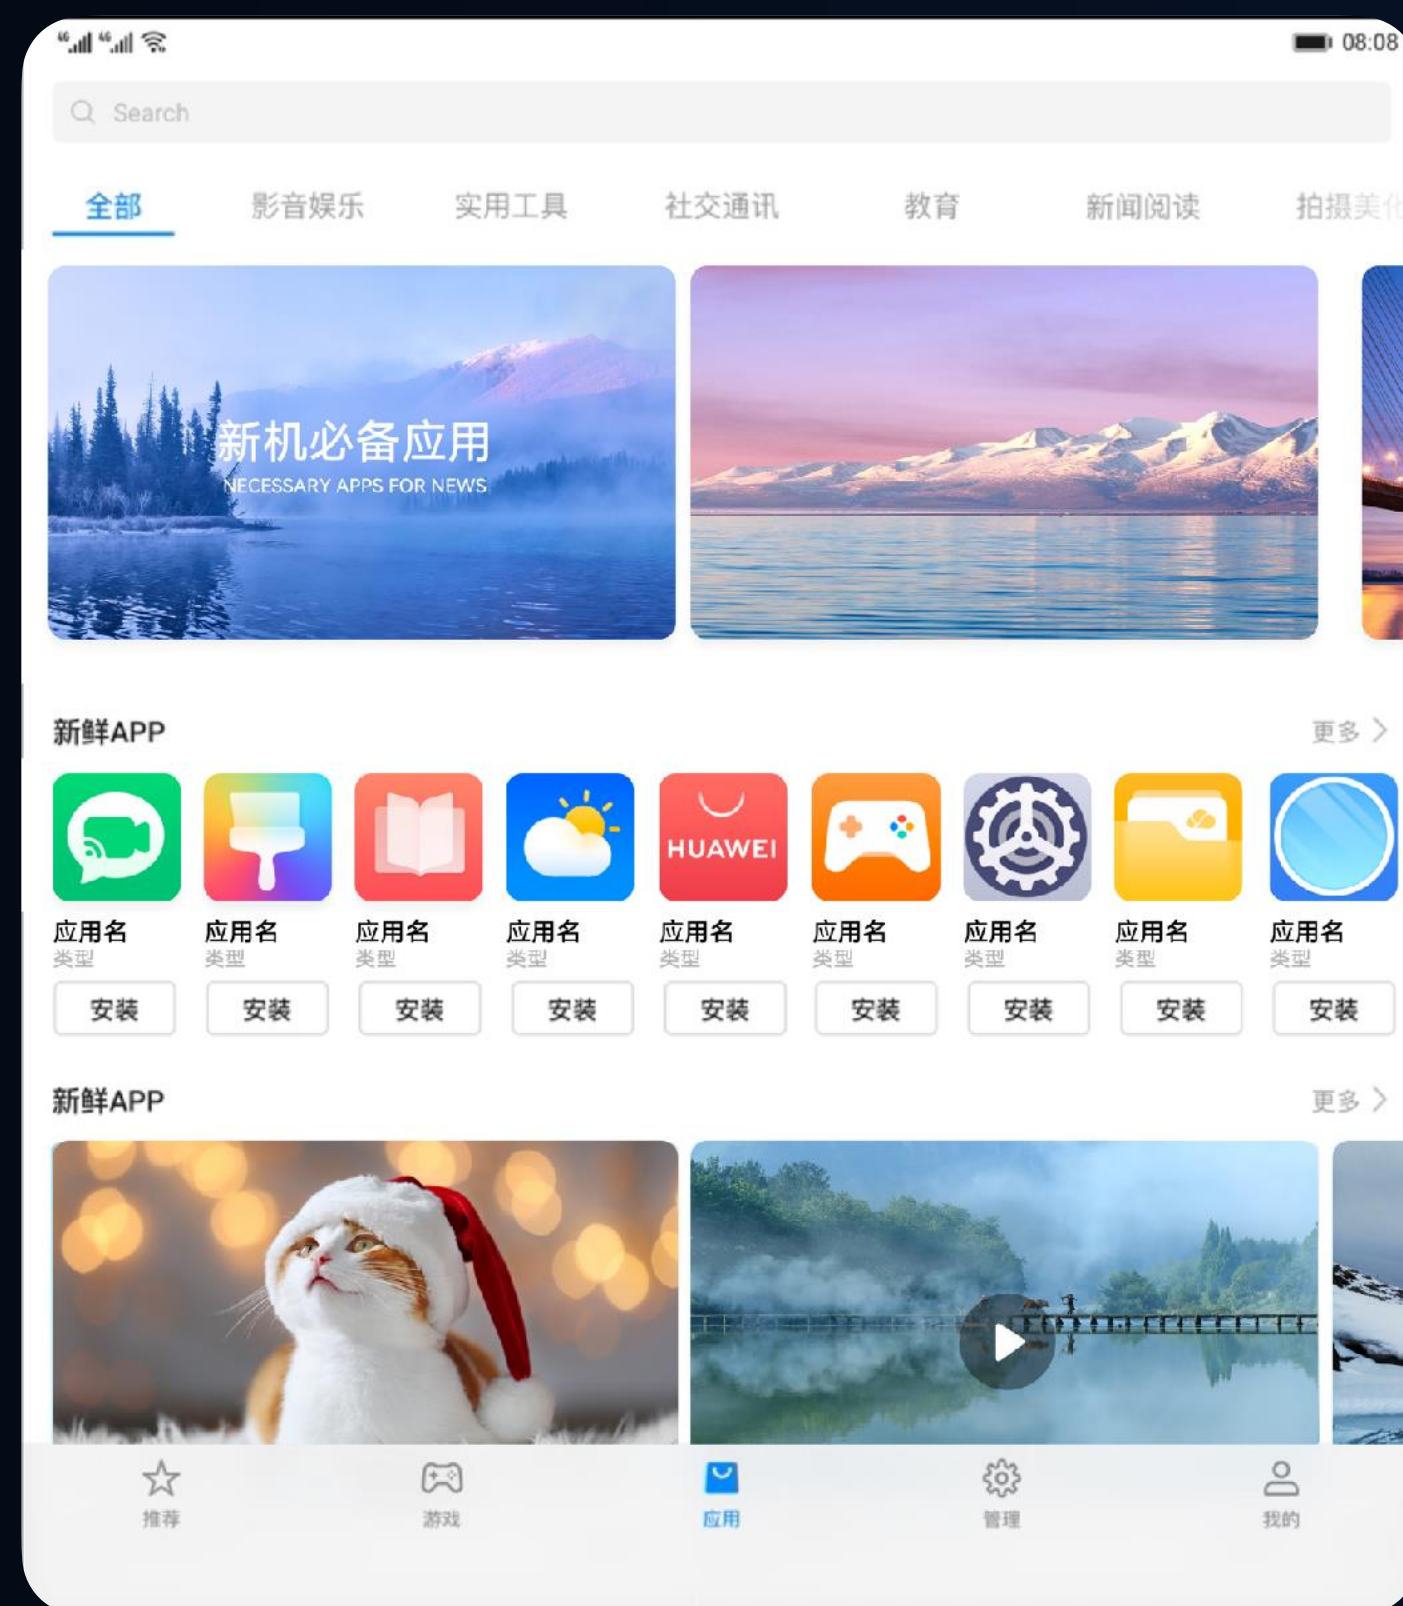 4G 4G 08:08
Search
全部 影音娱乐 实用工具 社交通讯 教育 新闻阅读 拍摄美化
新机必备应用
NECESSARY APPS FOR NEWS
新鲜APP 更多
HUAWEI
应用名 应用名 应用名 应用名 应用名 应用名 应用名 应用名 应用名
类型 类型 类型 类型 类型 类型 类型 类型 类型
安装 安装 安装 安装 安装 安装 安装 安装 安装
新鲜APP 更多
推荐 游戏 应用 管理 我的